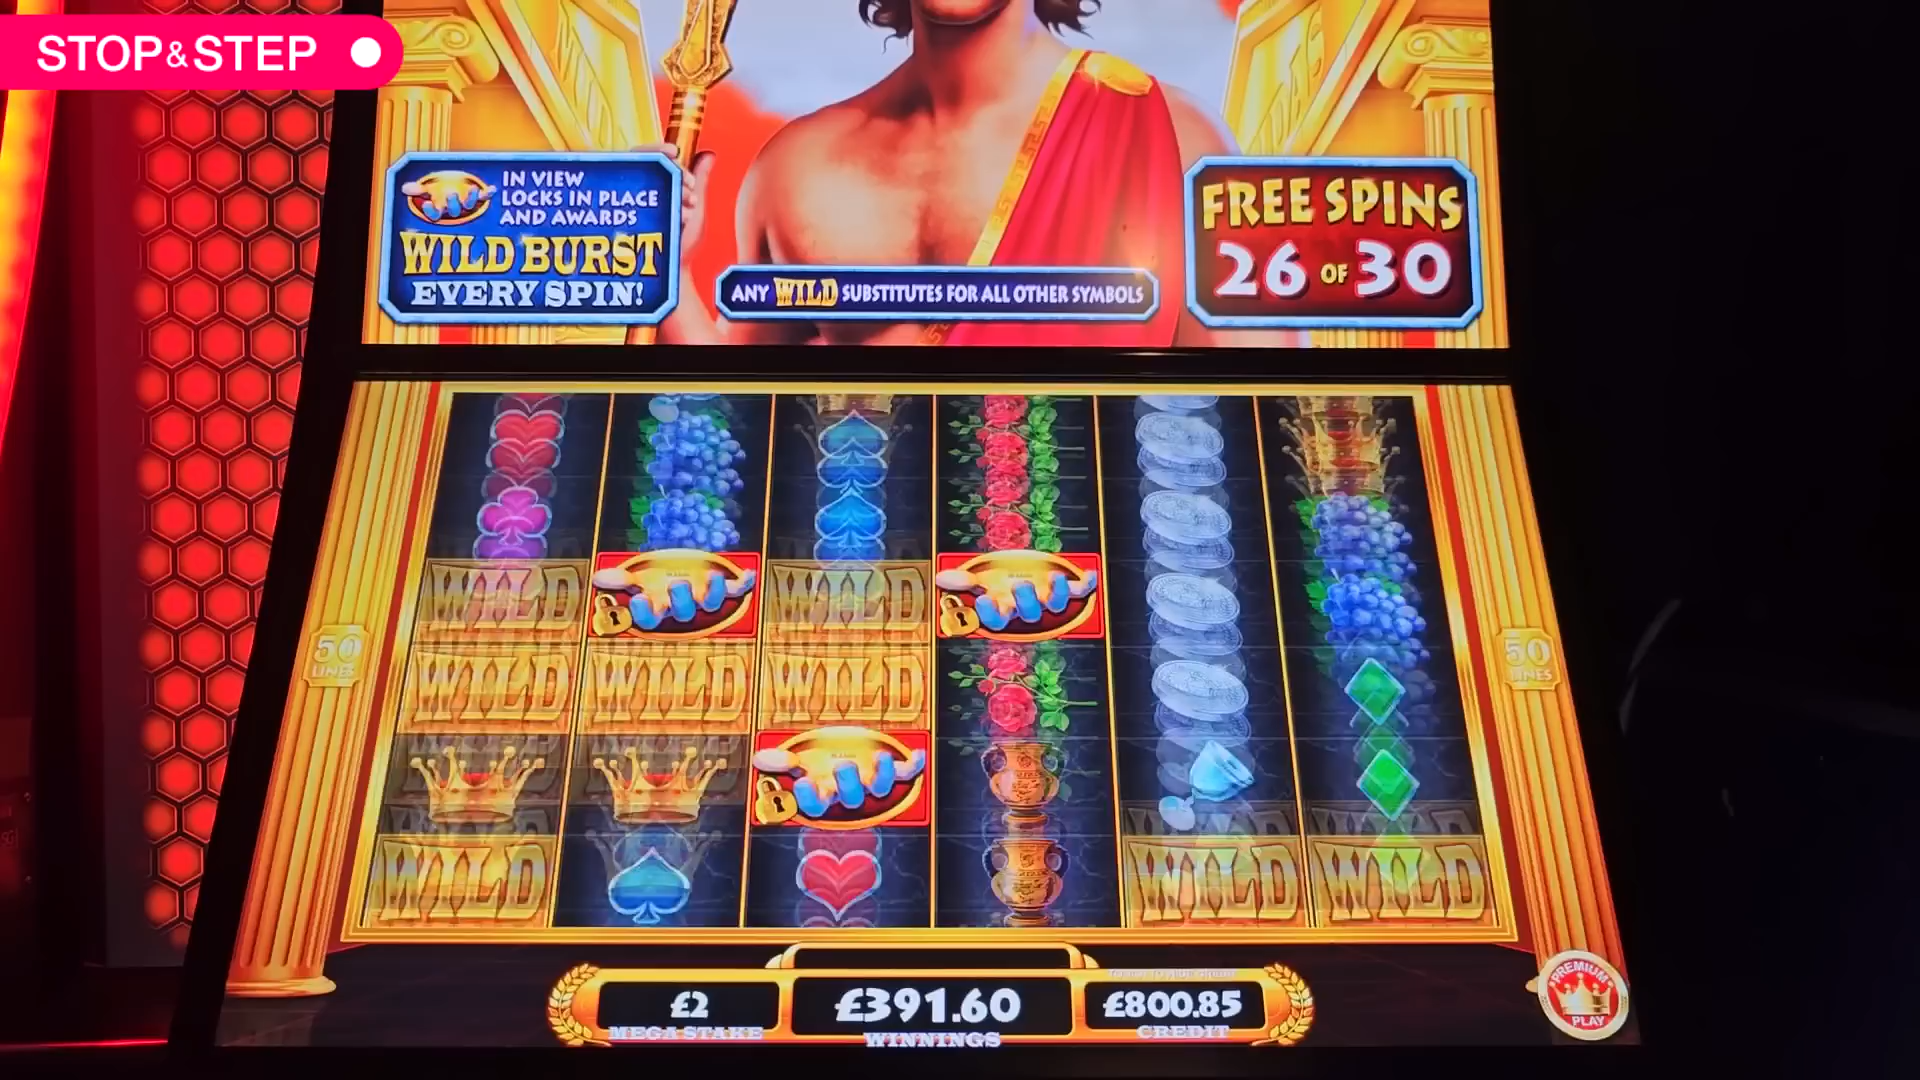 STOP&STEP
IN VIEW
LOCKS IN PLACE
AND AWARDS
WILD BURST
EVERY SPIN!
ANY WILD SUBSTITUTES FOR ALL OTHER SYMBOLS
FREE SPINS
26 OF 30
WILD
WILD
WILD
WILD
WILD
50
LINES
50
LINES
WILD
WILD
WILD
£2
MEGA STAKE
£391.60
WINNINGS
£800.85
CREDIT
PREMIUM
PLAY